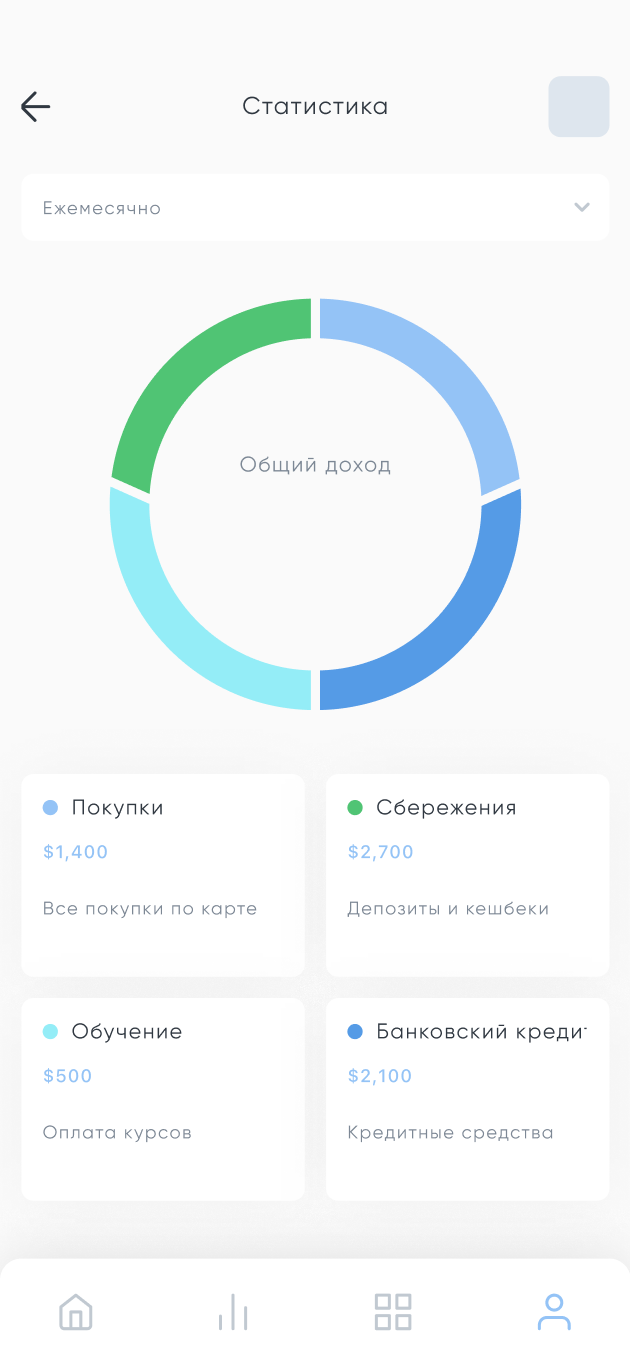 Статистика
Ежемесячно
Общий доход
Покупки
$1,400
Все покупки по карте
Сбережения
$2,700
Депозиты и кешбеки
Обучение
$500
Оплата курсов
Банковский кредит
$2,100
Кредитные средства